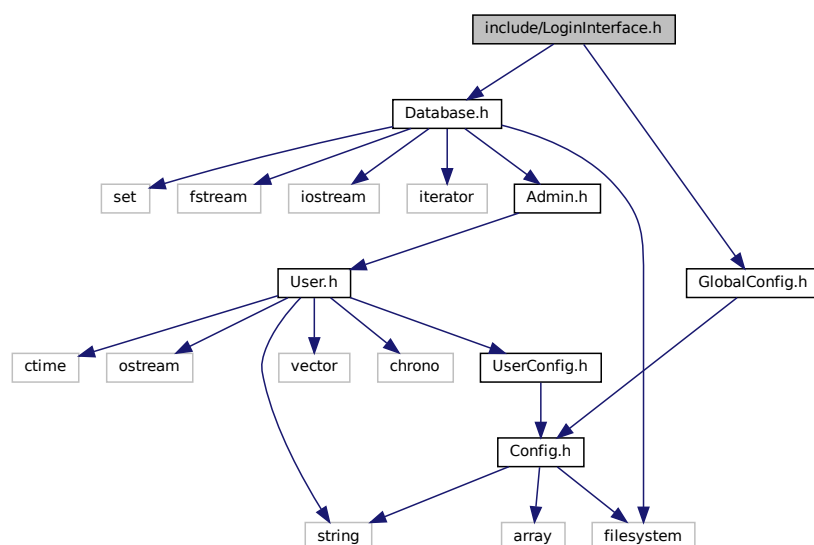 include/LoginInterface.h
Database.h
set
fstream
iostream
iterator
Admin.h
User.h
GlobalConfig.h
ctime
ostream
vector
chrono
UserConfig.h
Config.h
string
array
filesystem